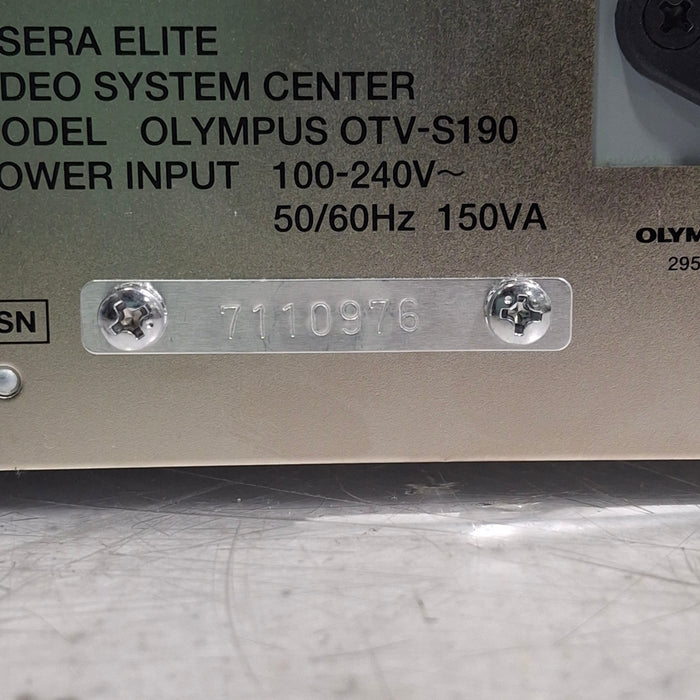 SERA ELITE
DEO SYSTEM CENTER
ODEL OLYMPUS OTV-S190
OWER INPUT 100-240V~
50/60Hz 150VA
OLYM
295
SN
7110976